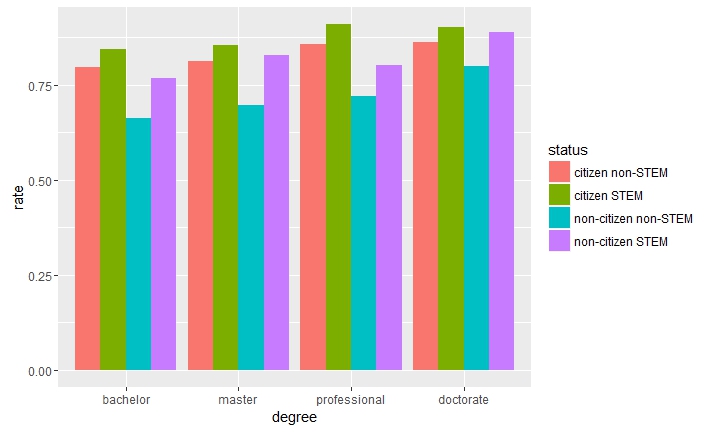 0.75
0.50
0.25
0.00
rate
bachelor master professional doctorate
degree
status
citizen non-STEM
citizen STEM
non-citizen non-STEM
non-citizen STEM